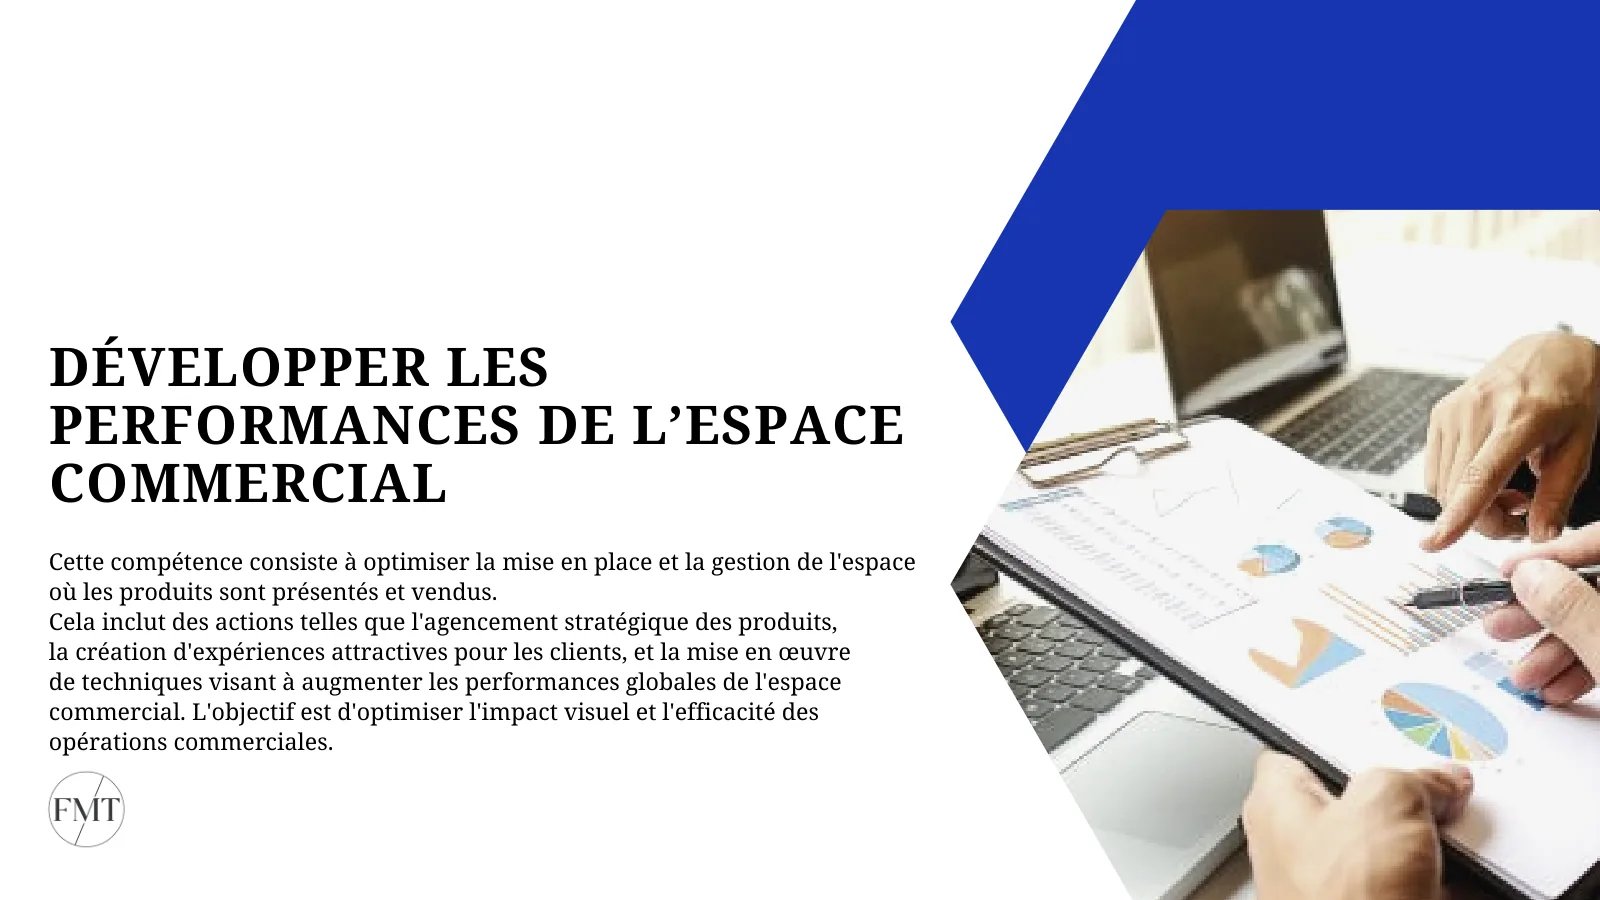 DÉVELOPPER LES
PERFORMANCES DE L’ESPACE
COMMERCIAL
Cette compétence consiste à optimiser la mise en place et la gestion de l'espace
où les produits sont présentés et vendus.
Cela inclut des actions telles que l'agencement stratégique des produits,
la création d'expériences attractives pour les clients, et la mise en œuvre
de techniques visant à augmenter les performances globales de l'espace
commercial. L'objectif est d'optimiser l'impact visuel et l'efficacité des
opérations commerciales.
FMT